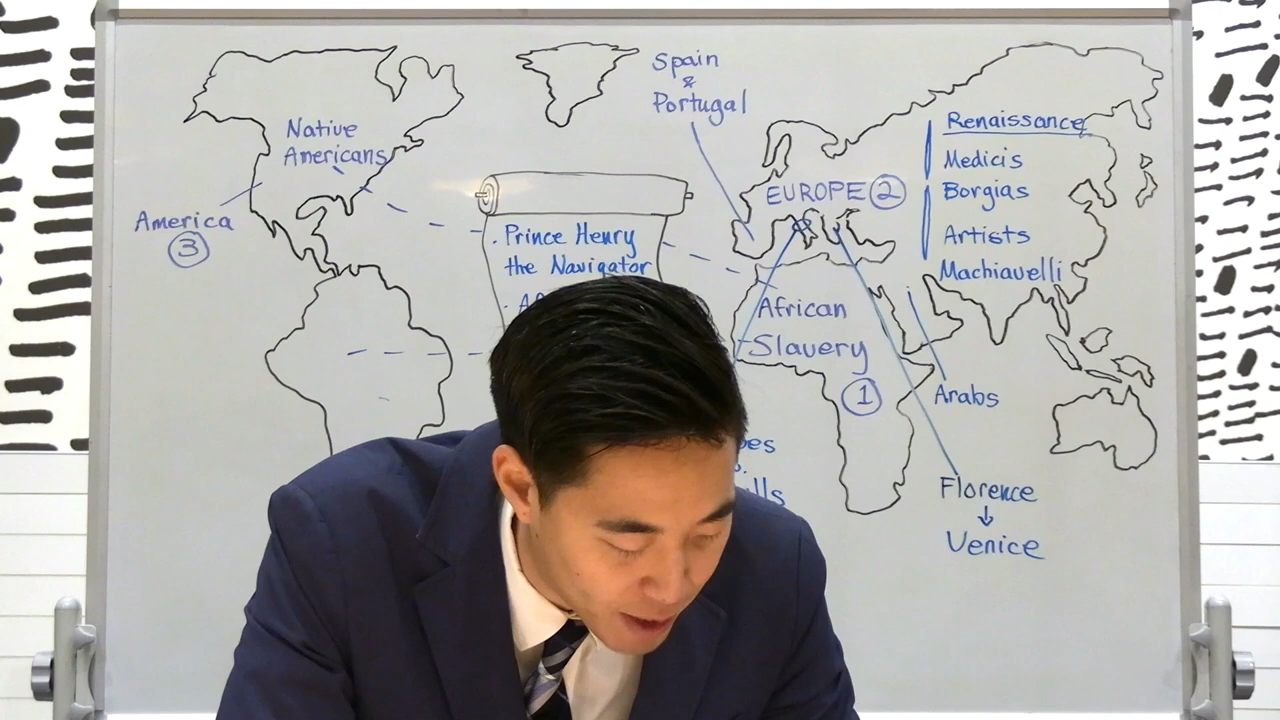 Spain
&
Portugal
Native
Americans
America
3
Prince Henry
the Navigator
EUROPE 2
African
Slavery
1
Renaissance
Medicis
Borgias
Artists
Machiavelli
Arabs
Florence
Venice